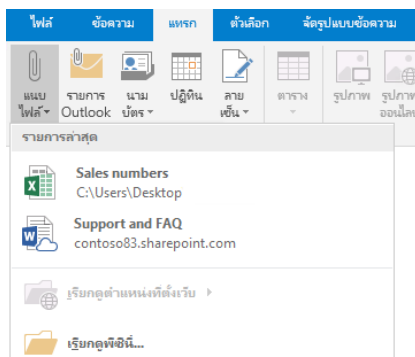 ไฟล์ ข้อความ แทรก ตัวเลือก จัดรูปแบบข้อความ
แนบ รายการ นาม ปฏิทิน ลาย ตาราง รูปภาพ รูปภาพ
ไฟล์ Outlook บัตร เซ็น ออนไลน์
รายการล่าสุด
Sales numbers
C:\Users\Desktop
Support and FAQ
contoso83.sharepoint.com
เรียกดูตำแหน่งที่ตั้งเว็บ
เรียกดูพีซีนี้...